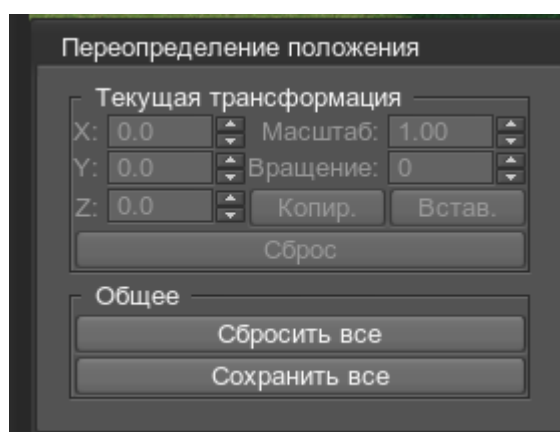 Переопределение положения
Текущая трансформация
X: 0.0 Масштаб: 1.00
Y: 0.0 Вращение: 0
Z: 0.0 Копир. Встав.
Сброс
Общее
Сбросить все
Сохранить все